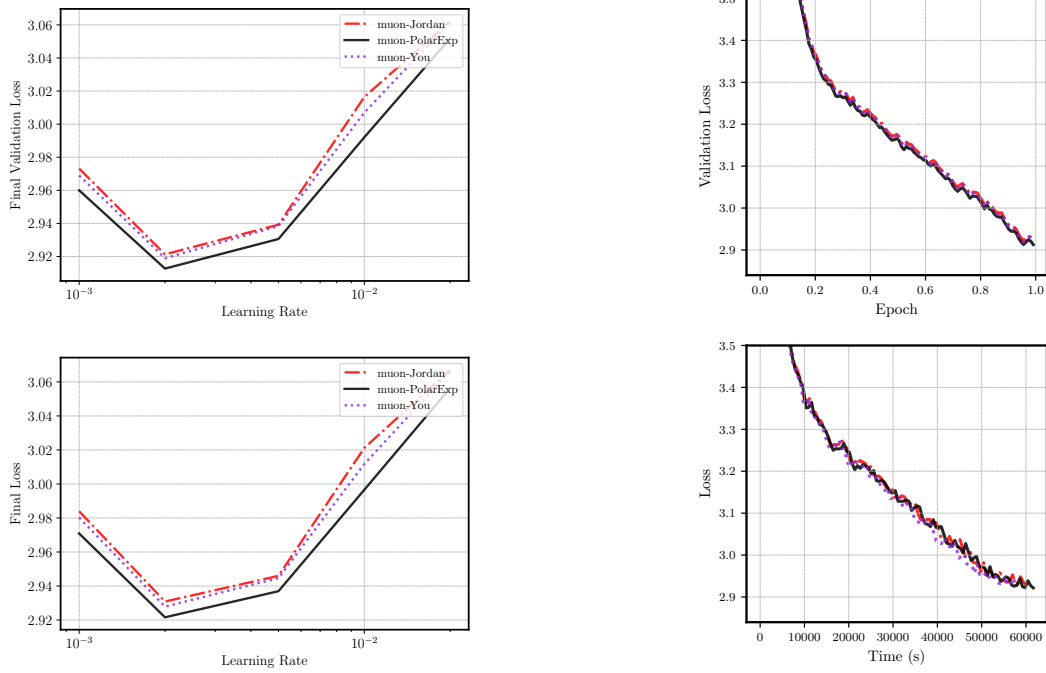 3.06
3.04
3.02
3.00
2.98
2.96
2.94
2.92
Final Validation Loss
10⁻³
10⁻²
Learning Rate
muon-Jordan
muon-PolarExp
muon-You
3.5
3.4
3.3
3.2
3.1
3.0
2.9
Validation Loss
0.0 0.2 0.4 0.6 0.8 1.0
Epoch
3.06
3.04
3.02
3.00
2.98
2.96
2.94
2.92
Final Loss
10⁻³
10⁻²
Learning Rate
muon-Jordan
muon-PolarExp
muon-You
3.5
3.4
3.3
3.2
3.1
3.0
2.9
Loss
0 10000 20000 30000 40000 50000 60000
Time (s)